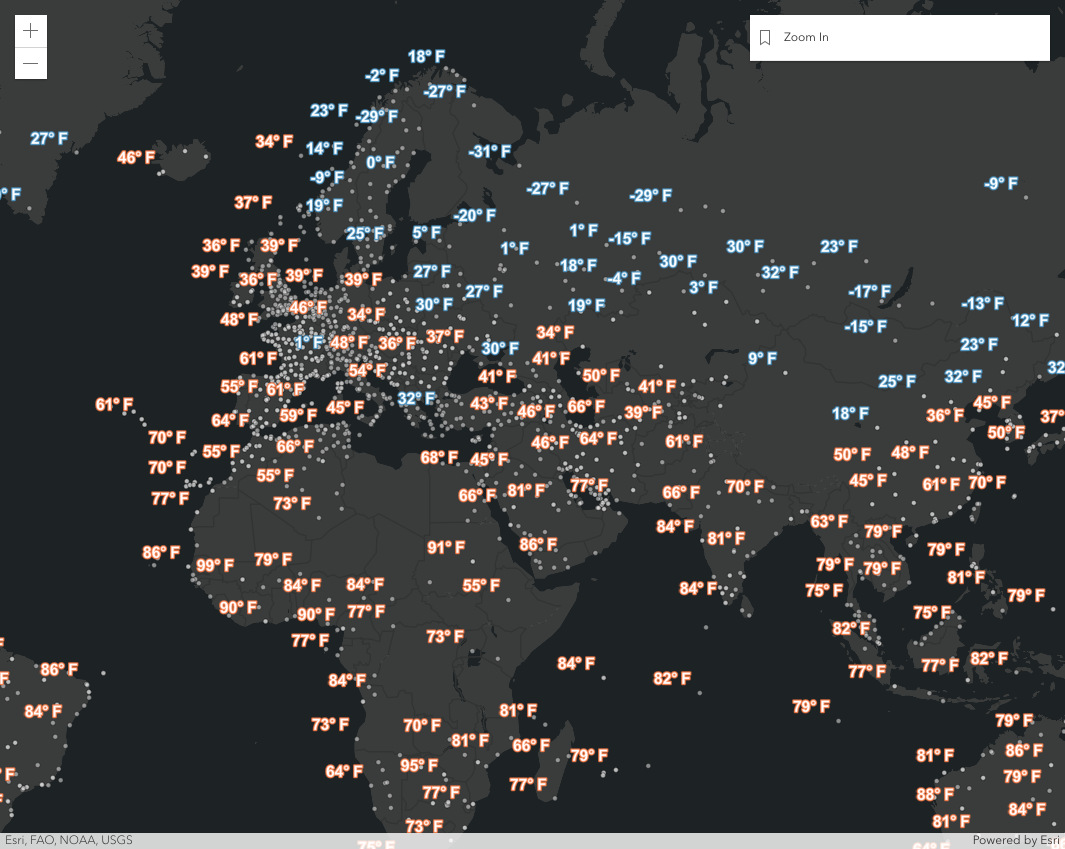 +
Zoom In
−
18° F
-2° F
-27° F
23° F
-29° F
27° F
34° F
14° F
46° F
0° F
-31° F
-9° F
-27° F
-9° F
-29° F
37° F
19° F
-20° F
25° F
5° F
1° F
-15° F
36° F
39° F
1° F
30° F
23° F
30° F
18° F
39° F
39° F
27° F
32° F
36° F
39° F
-4° F
3° F
27° F
-17° F
46° F
30° F
19° F
-13° F
34° F
48° F
12° F
-15° F
34° F
37° F
1° F
48° F
36° F
23° F
30° F
61° F
41° F
9° F
32
54° F
41° F
50° F
32° F
25° F
55° F
61° F
41° F
32° F
61° F
43° F
45° F
45° F
66° F
46° F
39° F
18° F
36° F
37°
59° F
64° F
50° F
70° F
64° F
46° F
61° F
66° F
55° F
48° F
50° F
68° F
45° F
70° F
55° F
45° F
70° F
77° F
70° F
61° F
81° F
66° F
66° F
77° F
73° F
63° F
84° F
79° F
81° F
86° F
91° F
79° F
86° F
79° F
99° F
79° F
79° F
81° F
84° F
84° F
55° F
84° F
75° F
79° F
90° F
77° F
90° F
75° F
82° F
77° F
73° F
82° F
84° F
77° F
86° F
77° F
82° F
84° F
79° F
84° F
81° F
79° F
73° F
70° F
81° F
66° F
86° F
79° F
81° F
95° F
64° F
79° F
77° F
77° F
88° F
84° F
81° F
73° F
Esri, FAO, NOAA, USGS
Powered by Esri